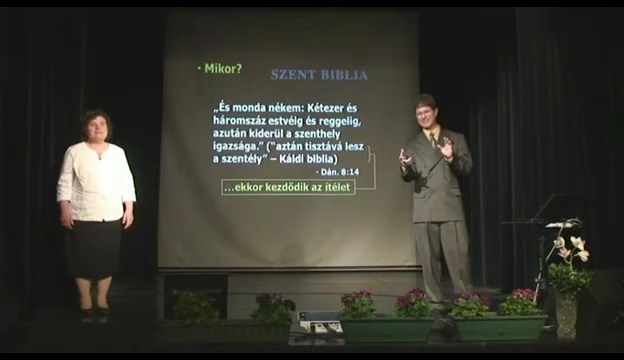 • Mikor?
SZENT BIBLIA
„És monda nékem: Kétezer és
háromszáz estvéig és reggelig,
azután kiderül a szenthely
igazsága.” (“aztán tisztává lesz
a szentély” – Káldi biblia)
- Dán. 8:14
...ekkor kezdődik az ítélet